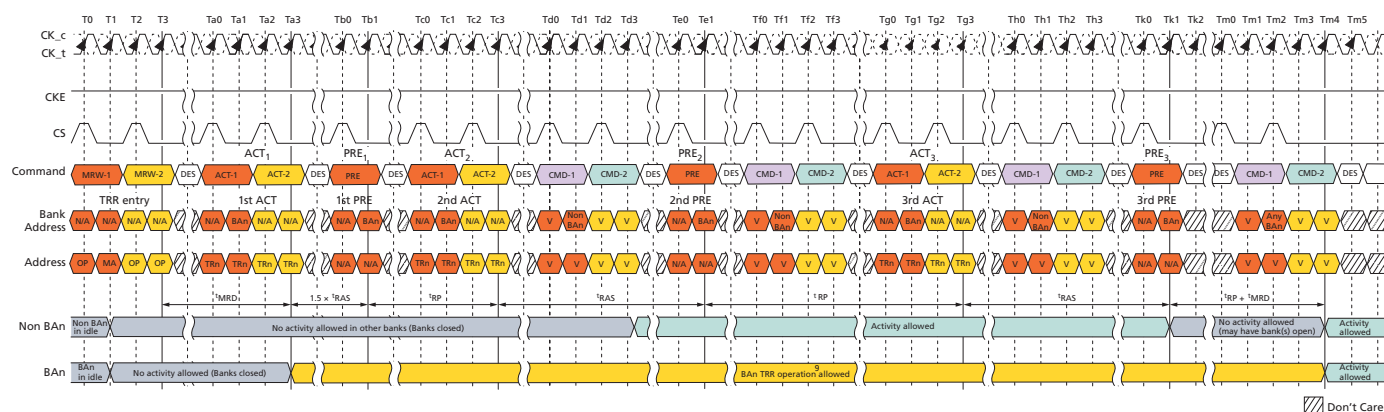 T0 T1 T2 T3 Ta0 Ta1 Ta2 Ta3 Tb0 Tb1 Tc0 Tc1 Tc2 Tc3 Td0 Td1 Td2 Td3 Te0 Te1 Tf0 Tf1 Tf2 Tf3 Tg0 Tg1 Tg2 Tg3 Th0 Th1 Th2 Th3 Tk0 Tk1 Tk2 Tm0 Tm1 Tm2 Tm3 Tm4 Tm5
CK_c
CK_t
CKE
CS
ACT1 PRE1 ACT2 PRE2 ACT3 PRE3
Command MRW-1 MRW-2 DES ACT-1 ACT-2 DES PRE DES ACT-1 ACT-2 DES CMD-1 CMD-2 DES PRE DES CMD-1 CMD-2 DES ACT-1 ACT-2 DES CMD-1 CMD-2 DES PRE DES DES CMD-1 CMD-2 DES
TRR entry 1st ACT 1st PRE 2nd ACT 2nd PRE 3rd ACT 3rd PRE
Bank Address N/A N/A N/A N/A N/A BAn N/A N/A N/A BAn N/A BAn N/A N/A V Non BAn V V N/A BAn V Non BAn V V N/A BAn N/A N/A V Non BAn V V N/A BAn V Any BAn V V
Address OP MA OP OP TRn TRn TRn TRn N/A N/A TRn TRn TRn TRn V V V V N/A N/A V V V V TRn TRn TRn TRn V V V V N/A N/A V V V V
tMRD 1.5 × tRAS tRP tRAS tRP tRAS tRP + tMRD
Non BAn Non BAn in idle No activity allowed in other banks (Banks closed) Activity allowed No activity allowed (may have bank(s) open) Activity allowed
BAn BAn in idle No activity allowed (Banks closed) BAn TRR operation allowed 9 Activity allowed
Don't Care